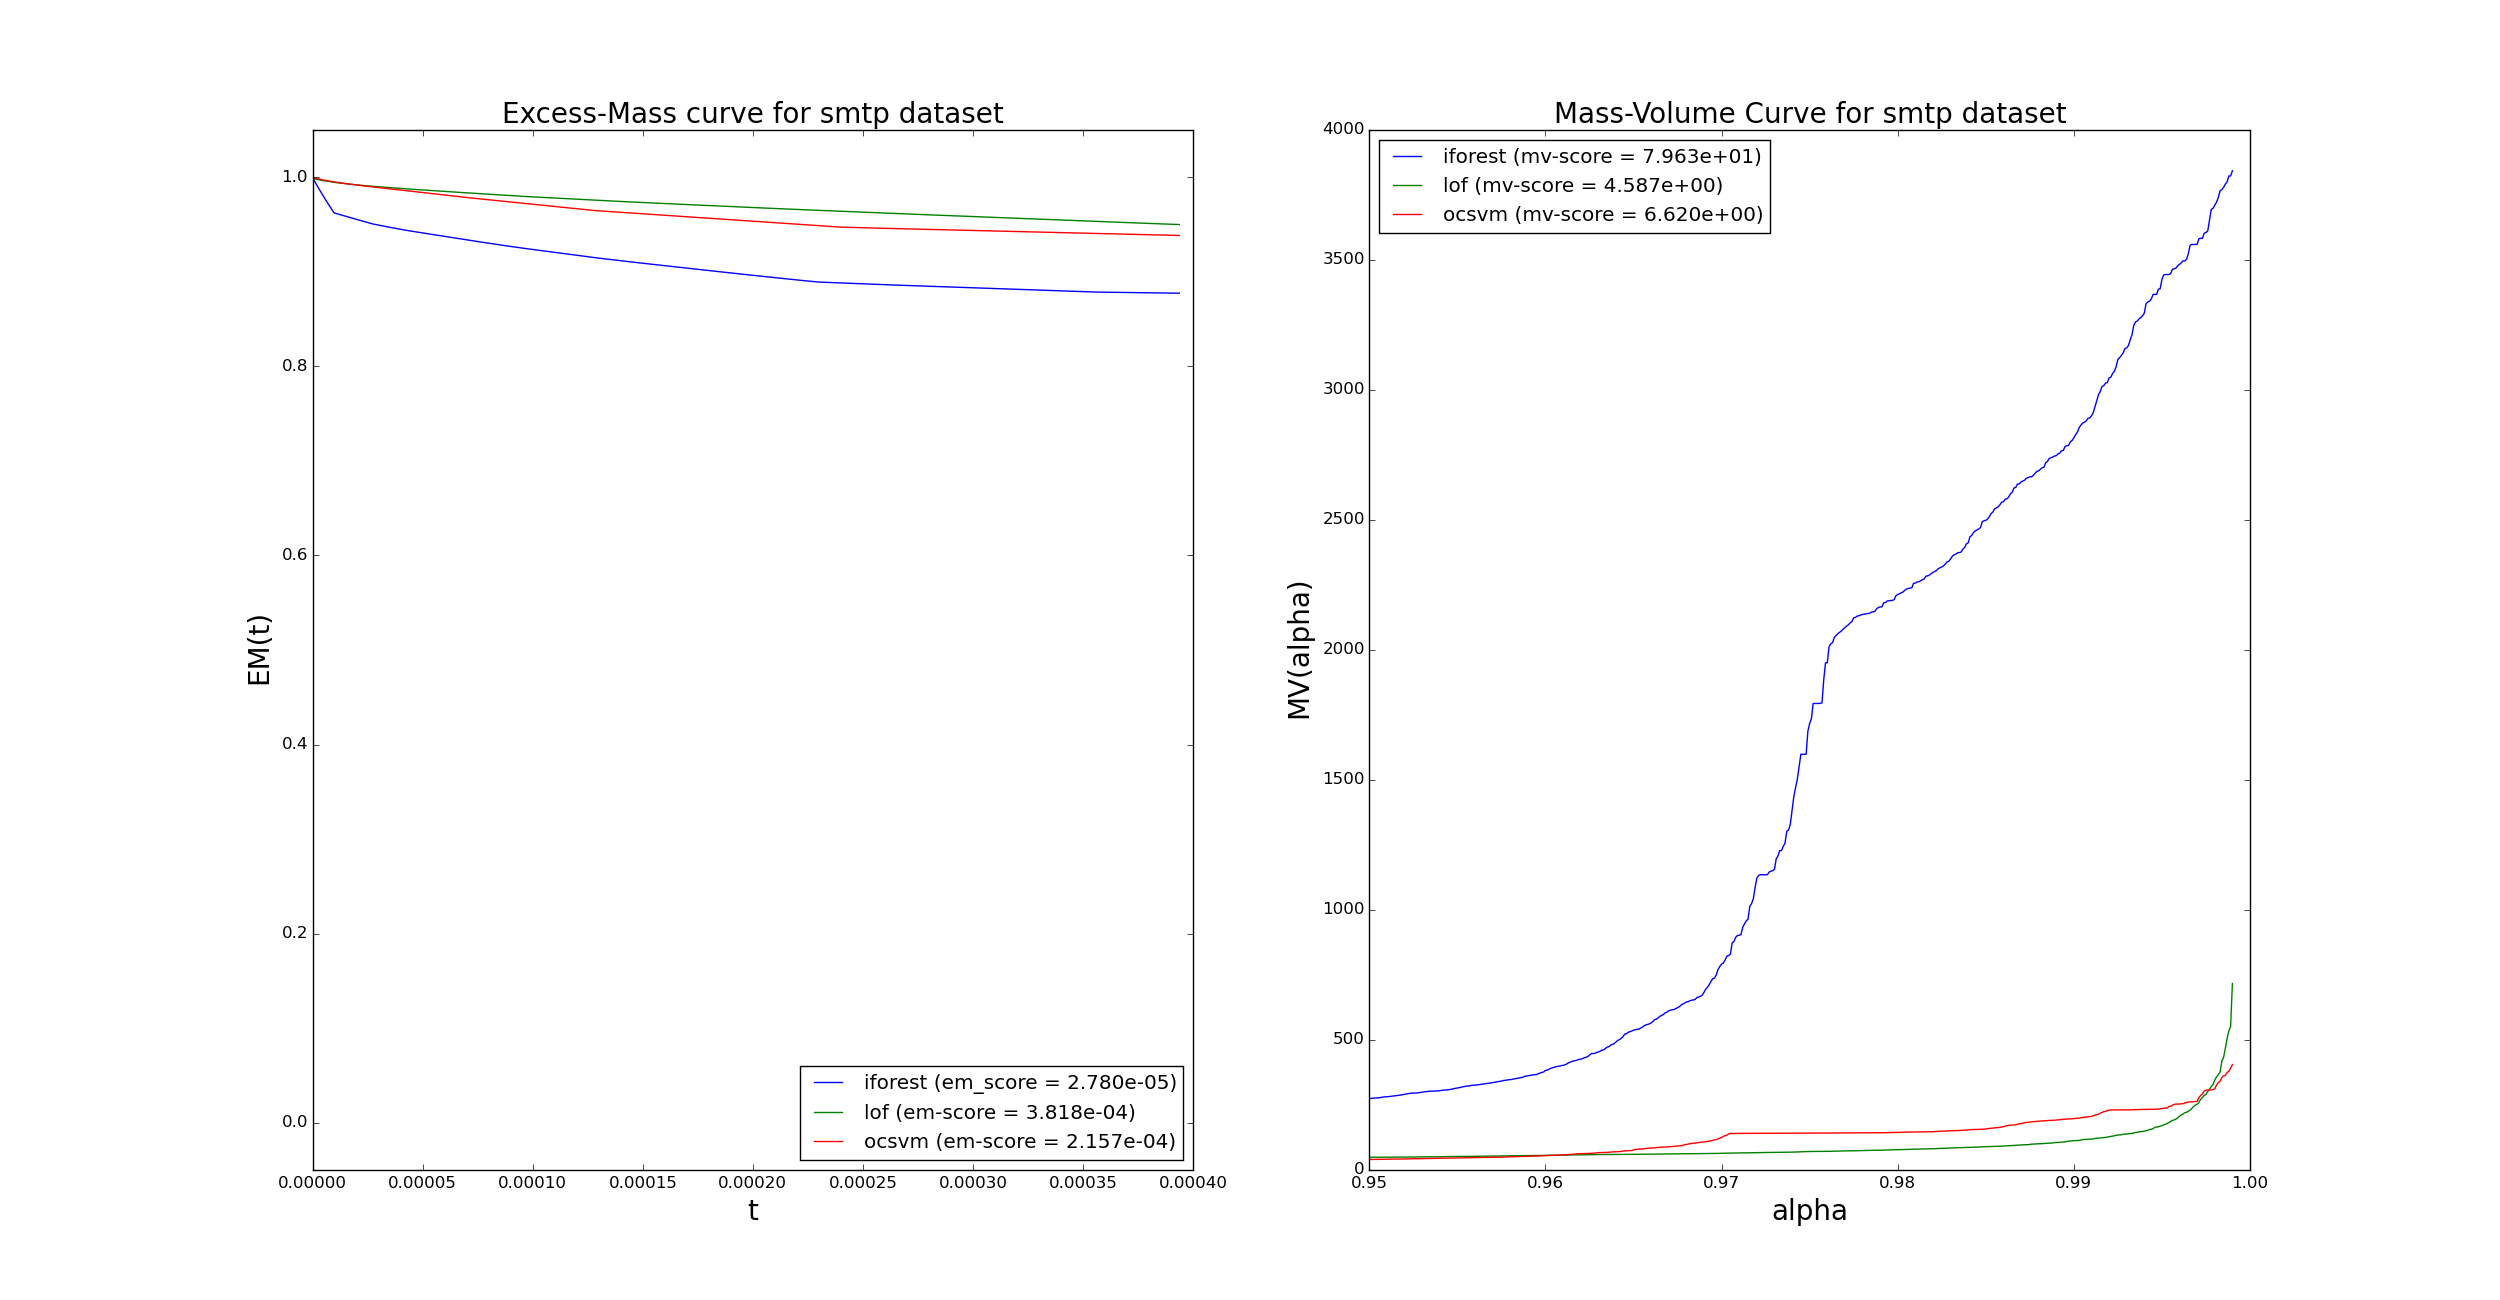 Excess-Mass curve for smtp dataset
1.0
0.8
0.6
0.4
0.2
0.0
EM(t)
iforest (em_score = 2.780e-05)
lof (em-score = 3.818e-04)
ocsvm (em-score = 2.157e-04)
0.00000 0.00005 0.00010 0.00015 0.00020 0.00025 0.00030 0.00035 0.00040
t
Mass-Volume Curve for smtp dataset
iforest (mv-score = 7.963e+01)
lof (mv-score = 4.587e+00)
ocsvm (mv-score = 6.620e+00)
4000
3500
3000
2500
2000
1500
1000
500
0
MV(alpha)
0.95 0.96 0.97 0.98 0.99 1.00
alpha